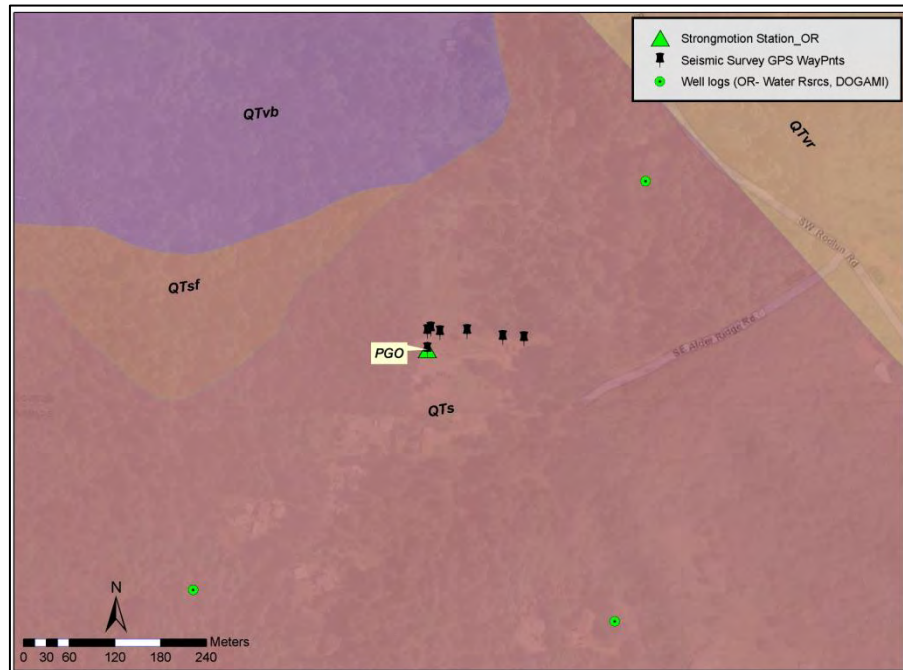 Strongmotion Station_OR
Seismic Survey GPS WayPnts
Well logs (OR- Water Rsrcs, DOGAMI)
QTvb
QTvr
SW Rodlun Rd
QTsf
SE Alder Ridge Rd
PGO
QTs
N
Meters
0 30 60 120 180 240